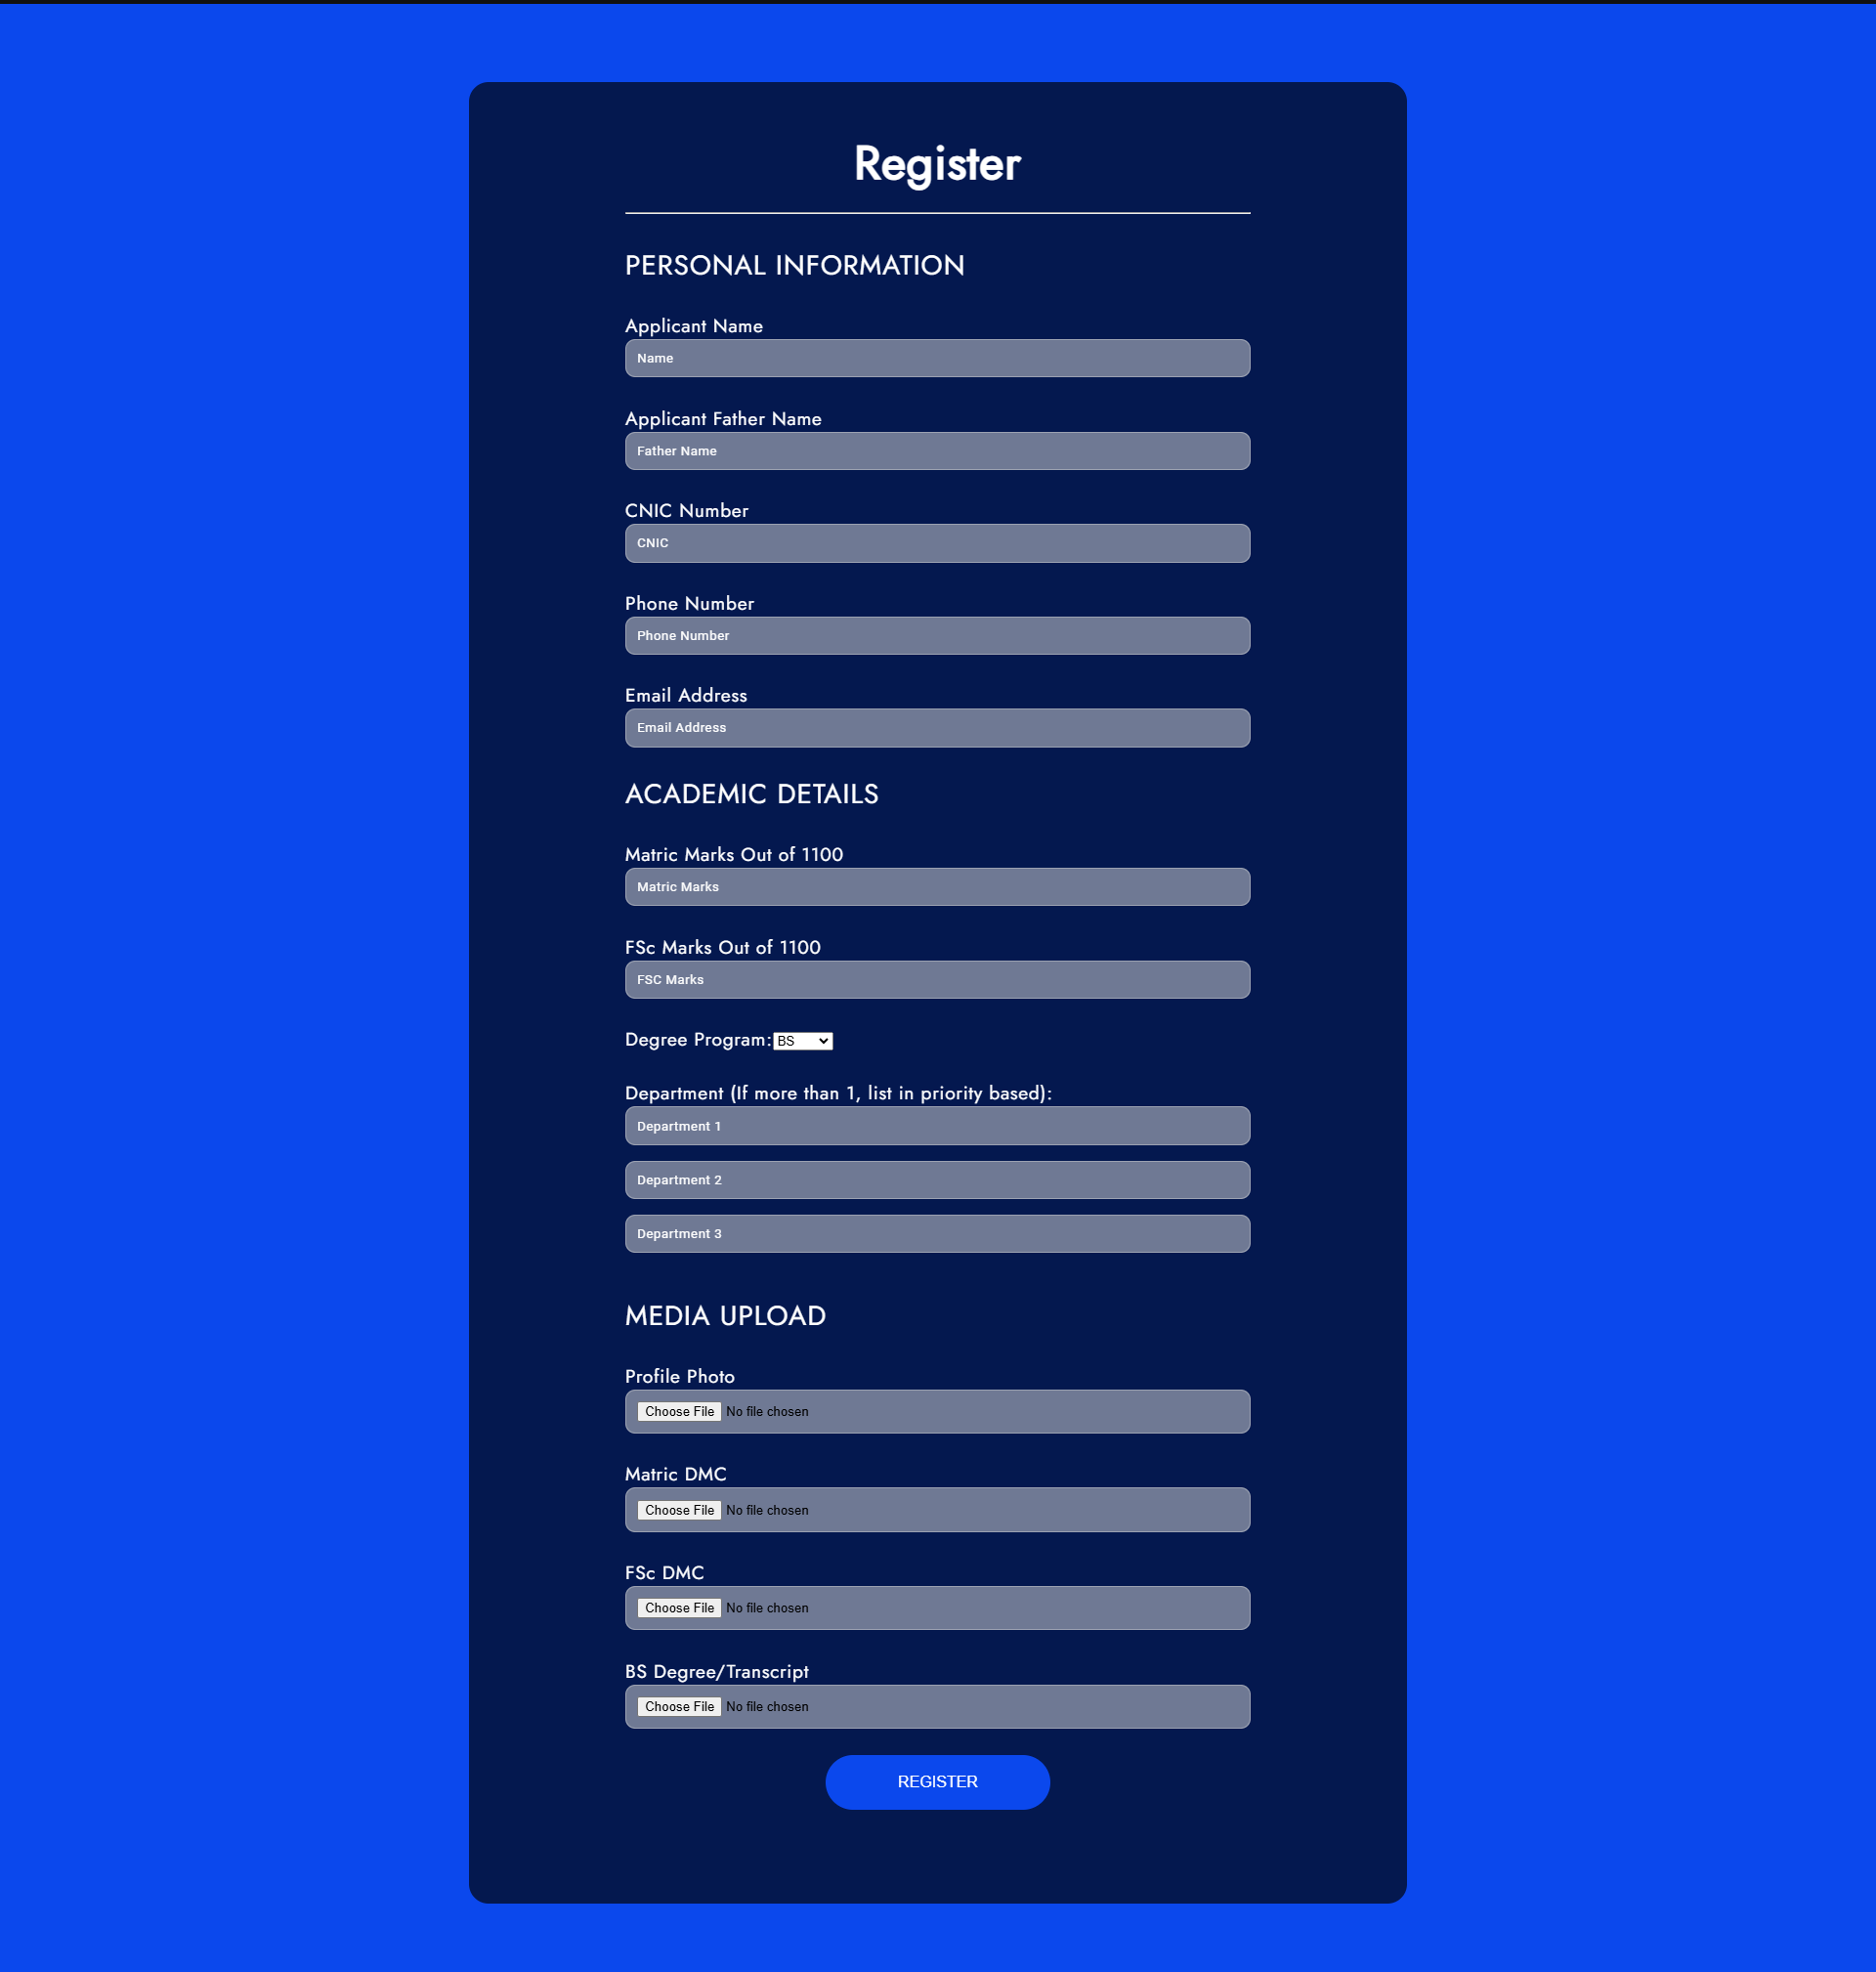 Register
PERSONAL INFORMATION
Applicant Name
Name
Applicant Father Name
Father Name
CNIC Number
CNIC
Phone Number
Phone Number
Email Address
Email Address
ACADEMIC DETAILS
Matric Marks Out of 1100
Matric Marks
FSc Marks Out of 1100
FSC Marks
Degree Program: BS
Department (If more than 1, list in priority based):
Department 1
Department 2
Department 3
MEDIA UPLOAD
Profile Photo
Choose File No file chosen
Matric DMC
Choose File No file chosen
FSc DMC
Choose File No file chosen
BS Degree/Transcript
Choose File No file chosen
REGISTER